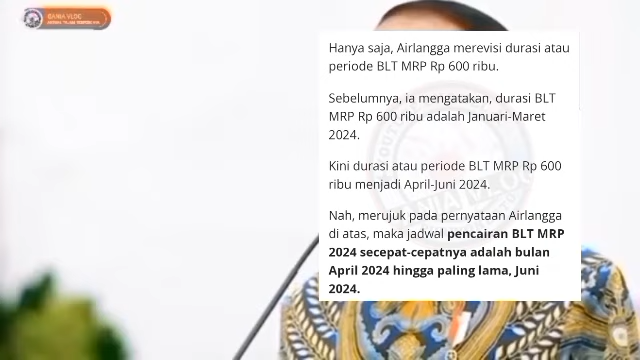 DANIA VLOG
Hanya saja, Airlangga merevisi durasi atau
periode BLT MRP Rp 600 ribu.
Sebelumnya, ia mengatakan, durasi BLT
MRP Rp 600 ribu adalah Januari-Maret
2024.
Kini durasi atau periode BLT MRP Rp 600
ribu menjadi April-Juni 2024.
Nah, merujuk pada pernyataan Airlangga
di atas, maka jadwal pencairan BLT MRP
2024 secepat-cepatnya adalah bulan
April 2024 hingga paling lama, Juni
2024.